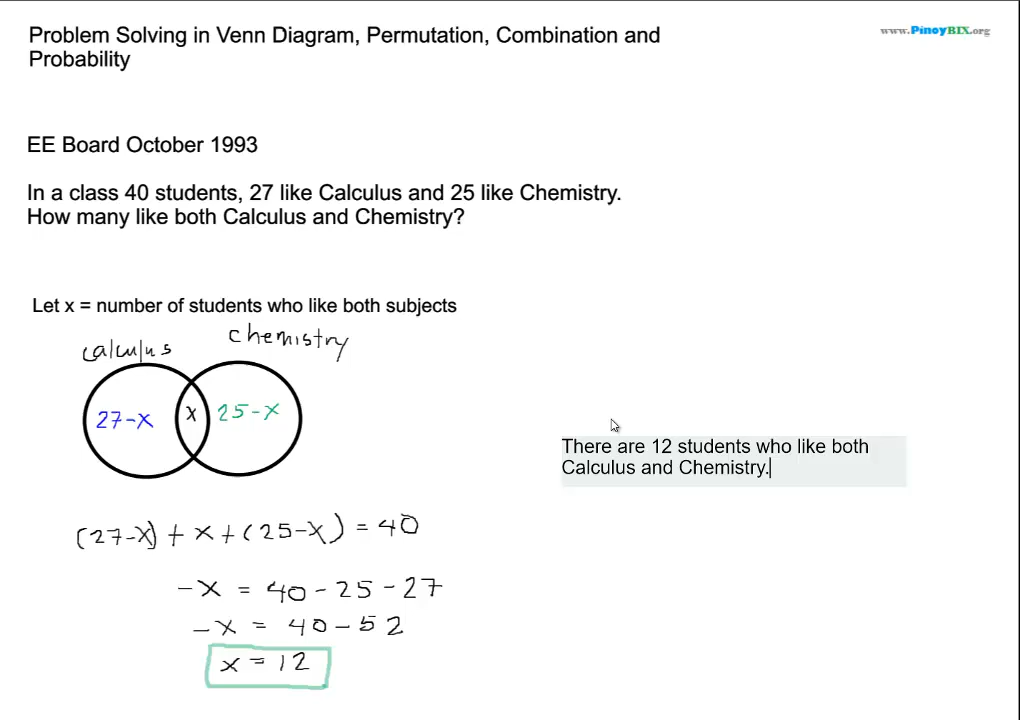 Problem Solving in Venn Diagram, Permutation, Combination and
Probability
www.PinoyBIX.org
EE Board October 1993
In a class 40 students, 27 like Calculus and 25 like Chemistry.
How many like both Calculus and Chemistry?
Let x = number of students who like both subjects
calculus
chemistry
27-x
x
25-x
There are 12 students who like both
Calculus and Chemistry.
(27-x) + x + (25-x) = 40
-x = 40 - 25 - 27
-x = 40 - 52
x = 12